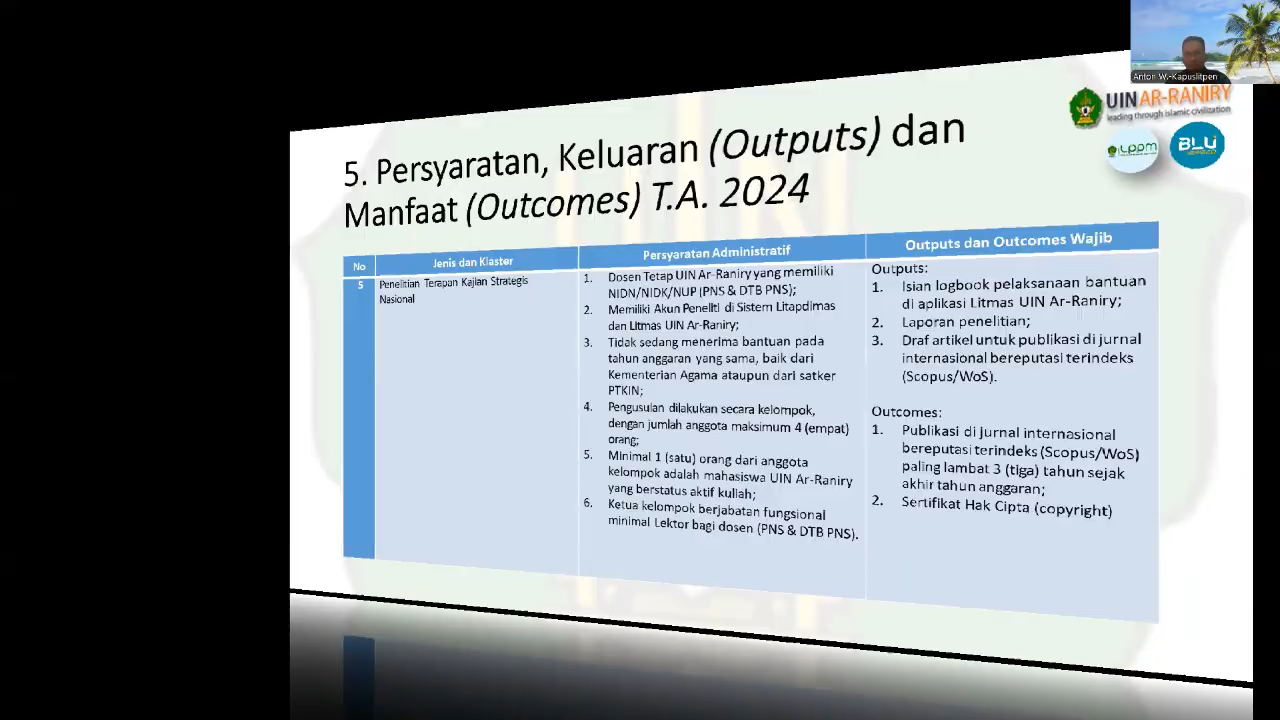 Anton W.-Kapuslitpen
UIN AR-RANIRY
leading through islamic civilization
LPPM
BLU
5. Persyaratan, Keluaran (Outputs) dan
Manfaat (Outcomes) T.A. 2024
No
Jenis dan Klaster
Persyaratan Administratif
Outputs dan Outcomes Wajib
5
Penelitian Terapan Kajian Strategis
Nasional
1. Dosen Tetap UIN Ar-Raniry yang memiliki
NIDN/NIDK/NUP (PNS & DTB PNS);
2. Memiliki Akun Peneliti di Sistem Litapdimas
dan Litmas UIN Ar-Raniry;
3. Tidak sedang menerima bantuan pada
tahun anggaran yang sama, baik dari
Kementerian Agama ataupun dari satker
PTKIN;
4. Pengusulan dilakukan secara kelompok,
dengan jumlah anggota maksimum 4 (empat)
orang;
5. Minimal 1 (satu) orang dari anggota
kelompok adalah mahasiswa UIN Ar-Raniry
yang berstatus aktif kuliah;
6. Ketua kelompok berjabatan fungsional
minimal Lektor bagi dosen (PNS & DTB PNS).
Outputs:
1. Isian logbook pelaksanaan bantuan
di aplikasi Litmas UIN Ar-Raniry;
2. Laporan penelitian;
3. Draf artikel untuk publikasi di jurnal
internasional bereputasi terindeks
(Scopus/WoS).
Outcomes:
1. Publikasi di jurnal internasional
bereputasi terindeks (Scopus/WoS)
paling lambat 3 (tiga) tahun sejak
akhir tahun anggaran;
2. Sertifikat Hak Cipta (copyright)